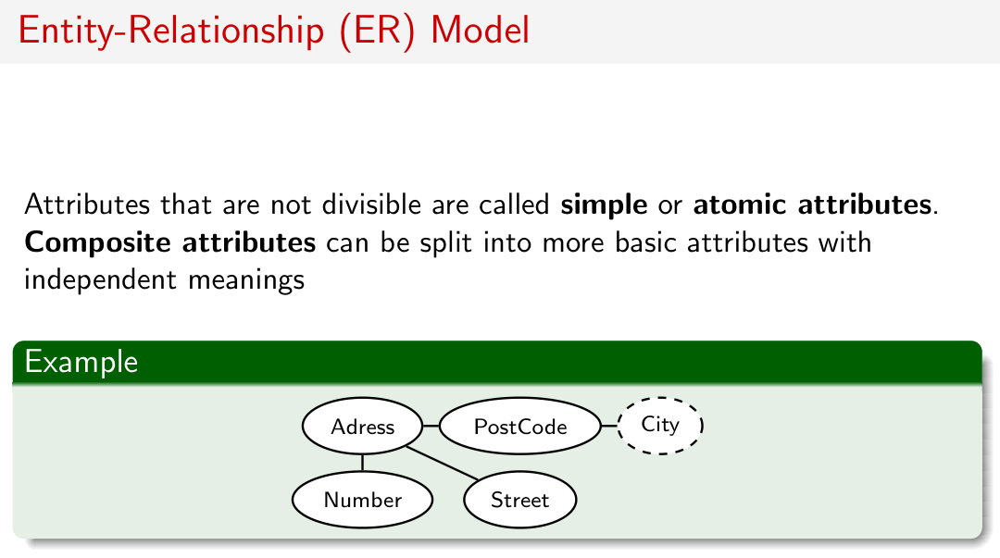 Entity-Relationship (ER) Model
Attributes that are not divisible are called simple or atomic attributes.
Composite attributes can be split into more basic attributes with
independent meanings
Example
Adress
PostCode
City
Number
Street